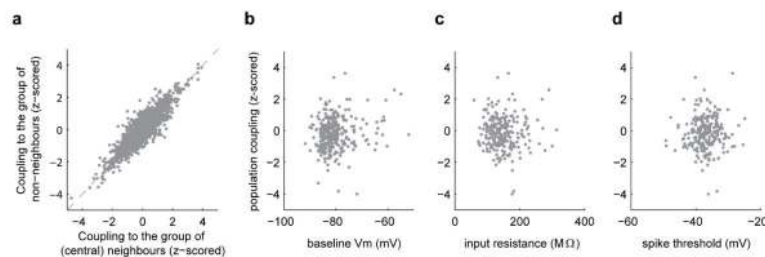 a
b
c
d
Coupling to the group of
non−neighbours (z−scored)
4
2
0
−2
−4
−4 −2 0 2 4
Coupling to the group of
(central) neighbours (z−scored)
population coupling (z-scored)
4
2
0
−2
−4
−100 −80 −60
baseline Vm (mV)
4
2
0
−2
−4
0 200 400
input resistance (MΩ)
4
2
0
−2
−4
−60 −40 −20
spike threshold (mV)